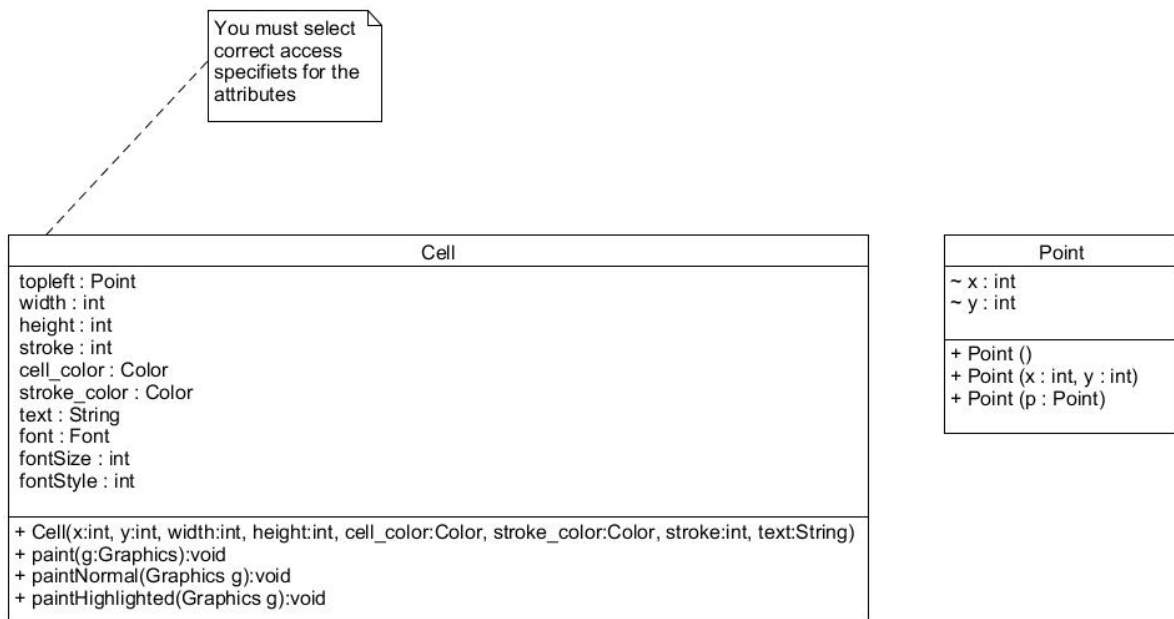 You must select
correct access
specifiets for the
attributes
Cell
topleft : Point
width : int
height : int
stroke : int
cell_color : Color
stroke_color : Color
text : String
font : Font
fontSize : int
fontStyle : int
+ Cell(x:int, y:int, width:int, height:int, cell_color:Color, stroke_color:Color, stroke:int, text:String)
+ paint(g:Graphics):void
+ paintNormal(Graphics g):void
+ paintHighlighted(Graphics g):void
Point
~ x : int
~ y : int
+ Point ()
+ Point (x : int, y : int)
+ Point (p : Point)